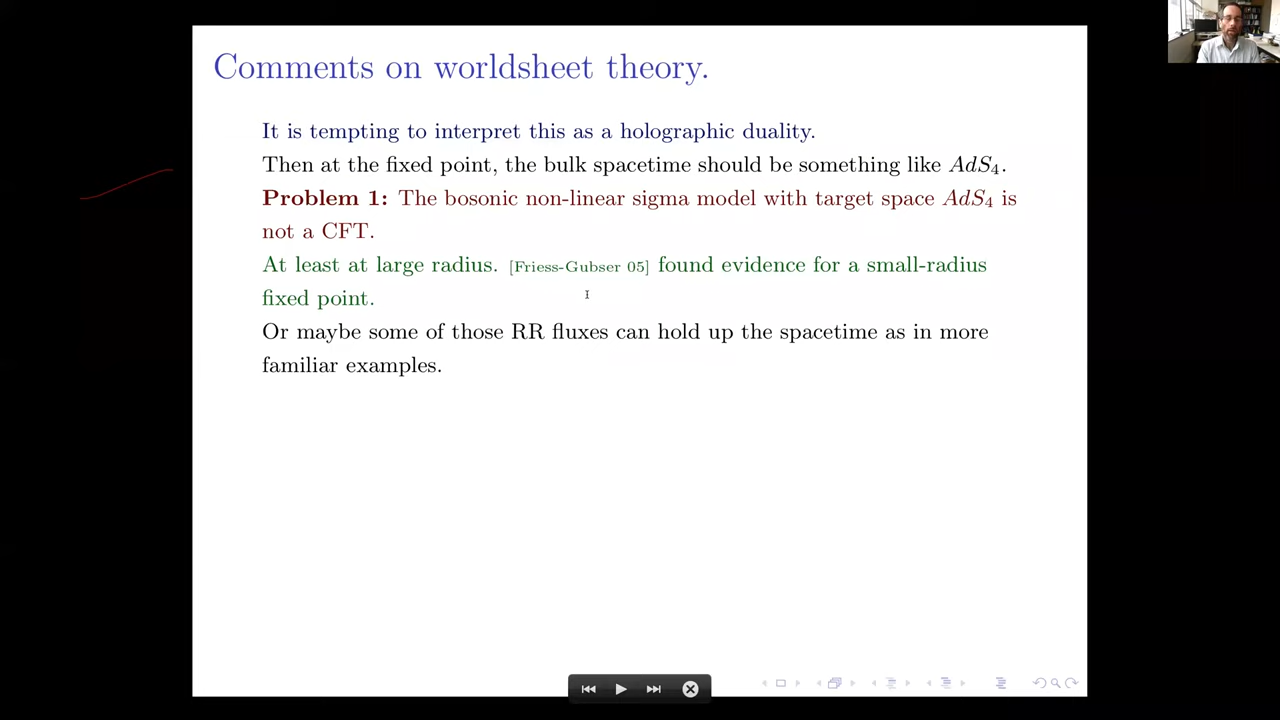 Comments on worldsheet theory.
It is tempting to interpret this as a holographic duality.
Then at the fixed point, the bulk spacetime should be something like AdS₄.
Problem 1: The bosonic non-linear sigma model with target space AdS₄ is
not a CFT.
At least at large radius. [Friess-Gubser 05] found evidence for a small-radius
fixed point.
Or maybe some of those RR fluxes can hold up the spacetime as in more
familiar examples.